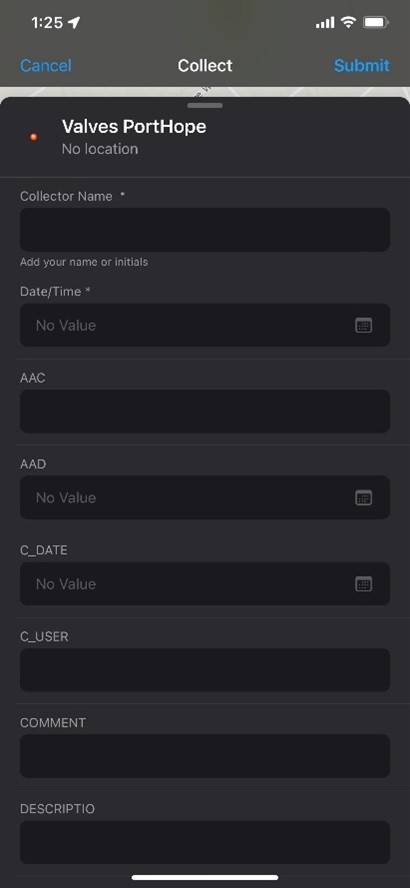 1:25
Cancel Collect Submit
Valves PortHope
No location
Collector Name *
Add your name or initials
Date/Time *
No Value
AAC
AAD
No Value
C_DATE
No Value
C_USER
COMMENT
DESCRIPTIO